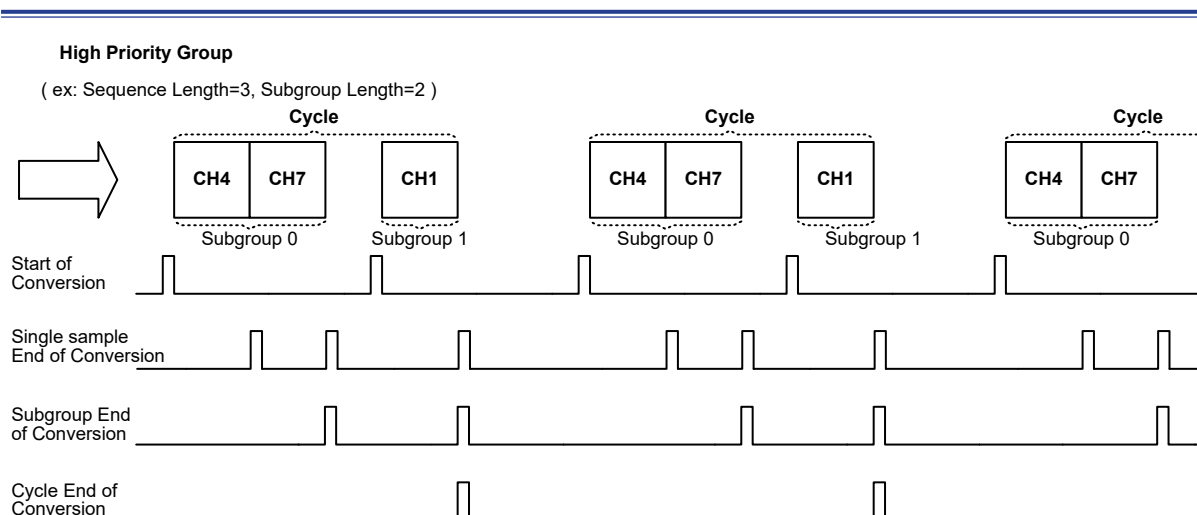 High Priority Group
( ex: Sequence Length=3, Subgroup Length=2 )
Cycle Cycle Cycle
CH4 CH7 CH1 CH4 CH7 CH1 CH4 CH7
Subgroup 0 Subgroup 1 Subgroup 0 Subgroup 1 Subgroup 0
Start of
Conversion
Single sample
End of Conversion
Subgroup End
of Conversion
Cycle End of
Conversion